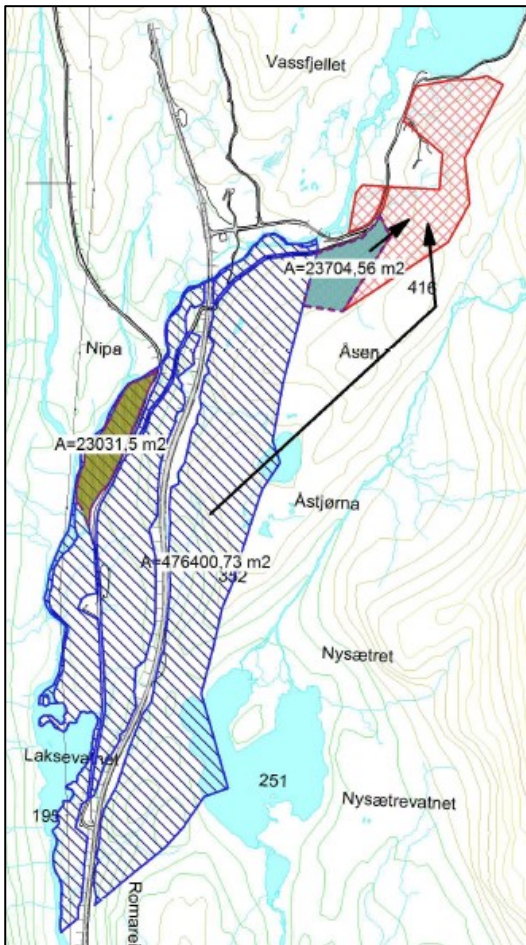 Vassfjellet
A=23704,56 m2
416
Nipa
Åsen
A=23031,5 m2
Åstjørna
A=476400,73 m2
352
Nysætret
Laksevatnet
251
Nysætrevatnet
195